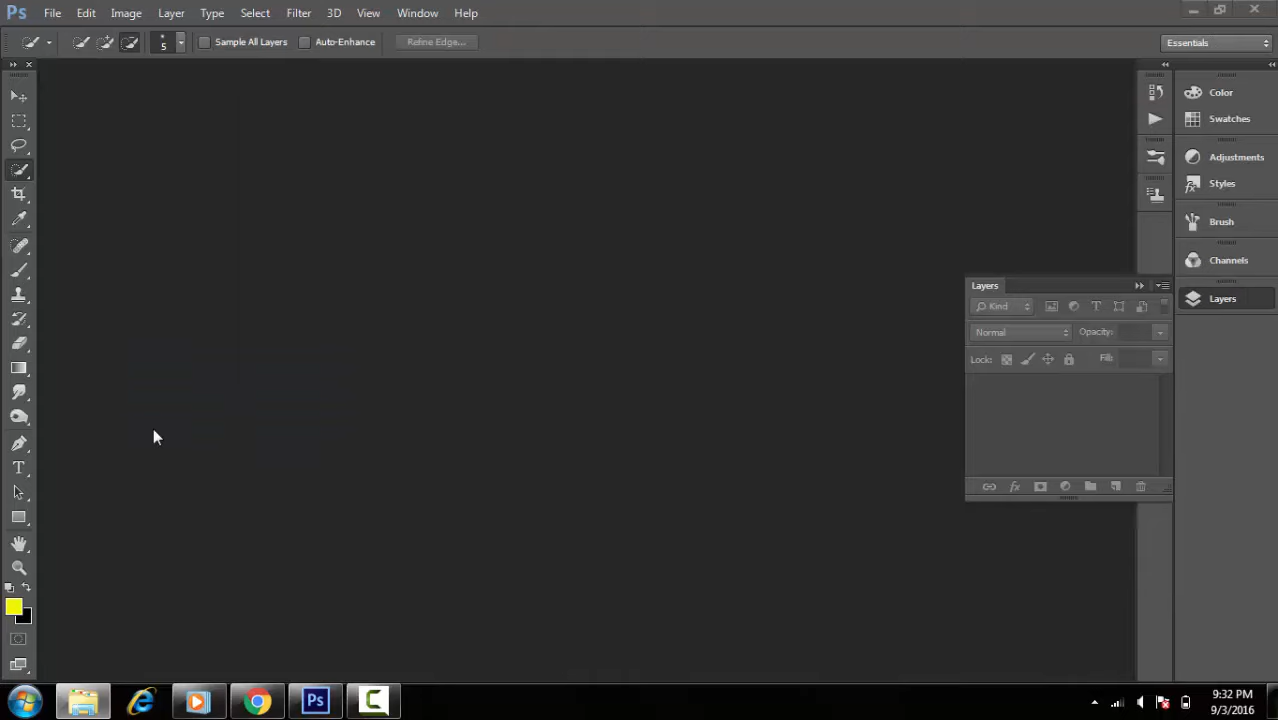 Ps File Edit Image Layer Type Select Filter 3D View Window Help
5 Sample All Layers Auto-Enhance Refine Edge... Essentials
Color
Swatches
Adjustments
Styles
Brush
Channels
Layers
Layers
Kind
Normal Opacity:
Lock: Fill:
T
Ps
9:32 PM
9/3/2016